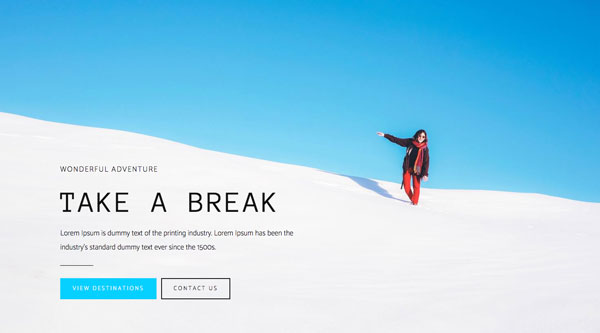 WONDERFUL ADVENTURE
TAKE A BREAK
Lorem Ipsum is dummy text of the printing industry. Lorem Ipsum has been the
industry's standard dummy text ever since the 1500s.
VIEW DESTINATIONS CONTACT US